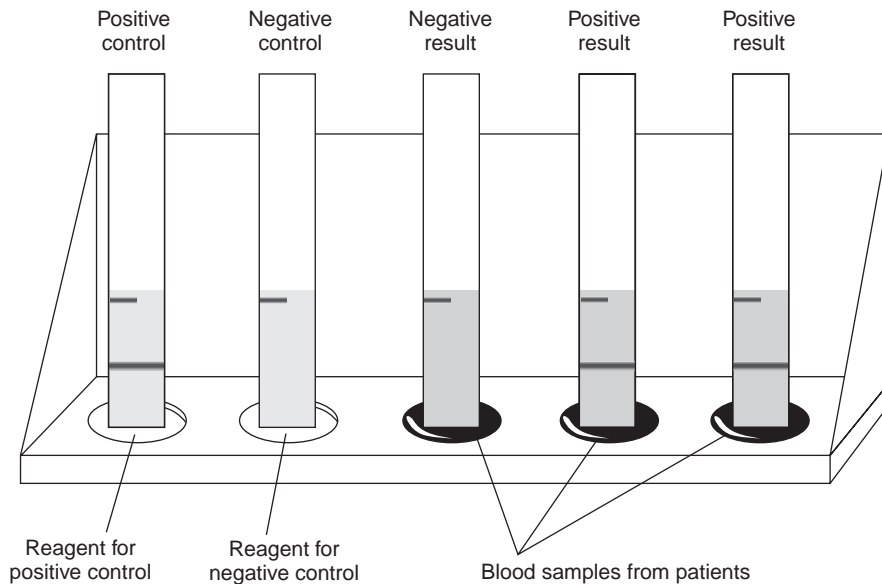 Positive
control
Negative
control
Negative
result
Positive
result
Positive
result
Reagent for
positive control
Reagent for
negative control
Blood samples from patients